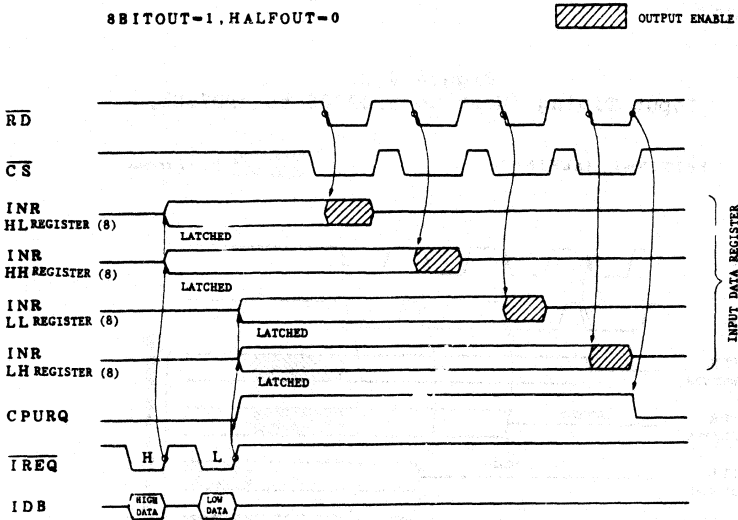 8BITOUT=1,HALFOUT=0
OUTPUT ENABLE
RD
CS
INR
HL REGISTER (8)
LATCHED
INR
HH REGISTER (8)
LATCHED
INR
LL REGISTER (8)
LATCHED
INR
LH REGISTER (8)
LATCHED
INPUT DATA REGISTER
CPURQ
IREQ
H
L
IDB
HIGH
DATA
LOW
DATA